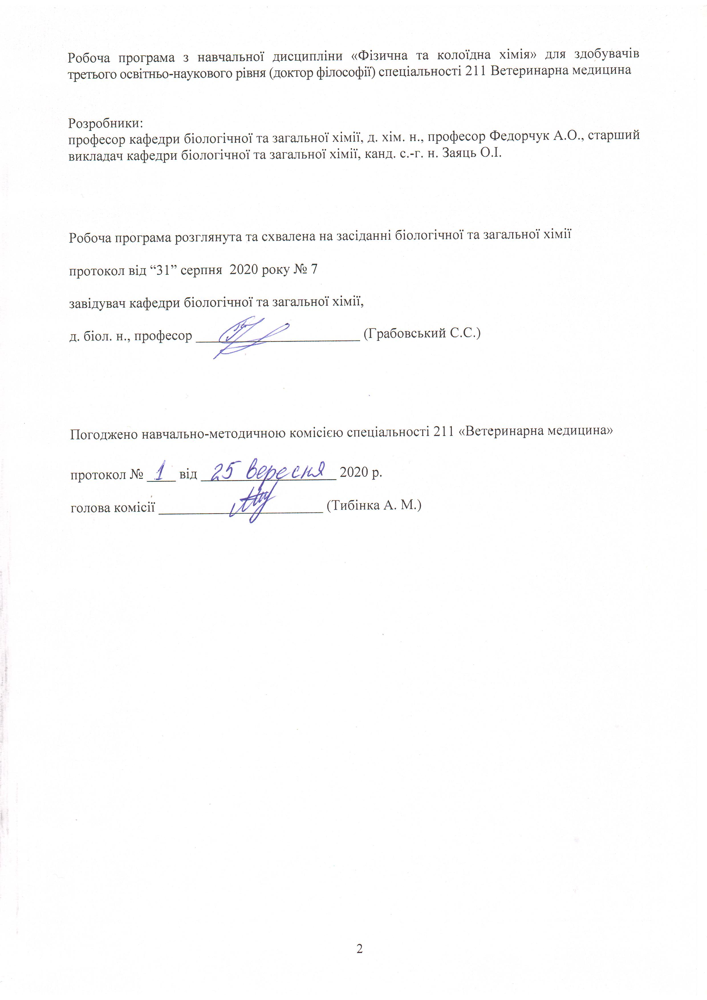 Робоча програма з навчальної дисципліни «Фізична та колоїдна хімія» для здобувачів
третього освітньо-наукового рівня (доктор філософії) спеціальності 211 Ветеринарна медицина
Розробники:
професор кафедри біологічної та загальної хімії, д. хім. н., професор Федорчук А.О., старший
викладач кафедри біологічної та загальної хімії, канд. с.-г. н. Заяць О.І.
Робоча програма розглянута та схвалена на засіданні біологічної та загальної хімії
протокол від “31” серпня 2020 року № 7
завідувач кафедри біологічної та загальної хімії,
д. біол. н., професор ______________________ (Грабовський С.С.)
Погоджено навчально-методичною комісією спеціальності 211 «Ветеринарна медицина»
протокол № 1 від 25 вересня 2020 р.
голова комісії ______________________ (Тибінка А. М.)
2